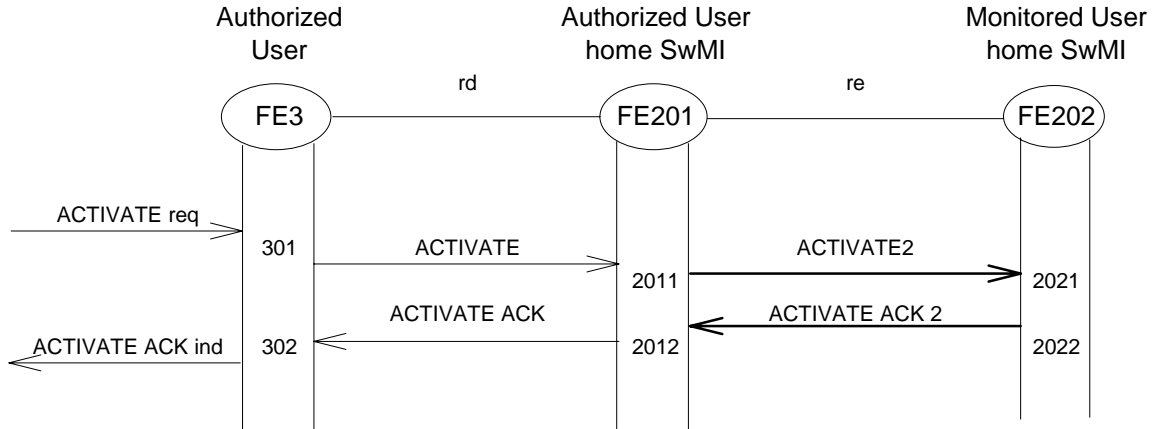 Authorized
User
Authorized User
home SwMI
Monitored User
home SwMI
rd
re
FE3
FE201
FE202
ACTIVATE req
301
ACTIVATE
2011
ACTIVATE2
2021
ACTIVATE ACK
ACTIVATE ACK 2
ACTIVATE ACK ind
302
2012
2022